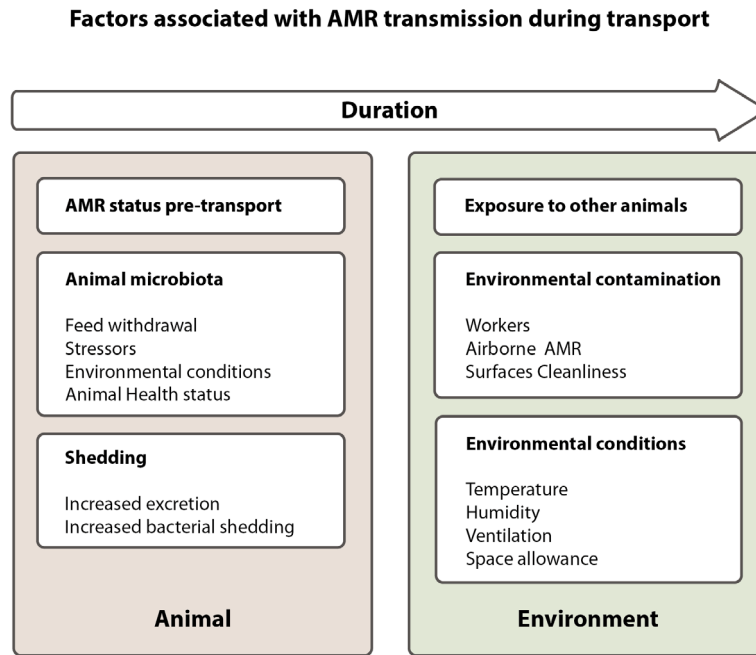 Factors associated with AMR transmission during transport
Duration
AMR status pre-transport
Animal microbiota
Feed withdrawal
Stressors
Environmental conditions
Animal Health status
Shedding
Increased excretion
Increased bacterial shedding
Animal
Exposure to other animals
Environmental contamination
Workers
Airborne AMR
Surfaces Cleanliness
Environmental conditions
Temperature
Humidity
Ventilation
Space allowance
Environment